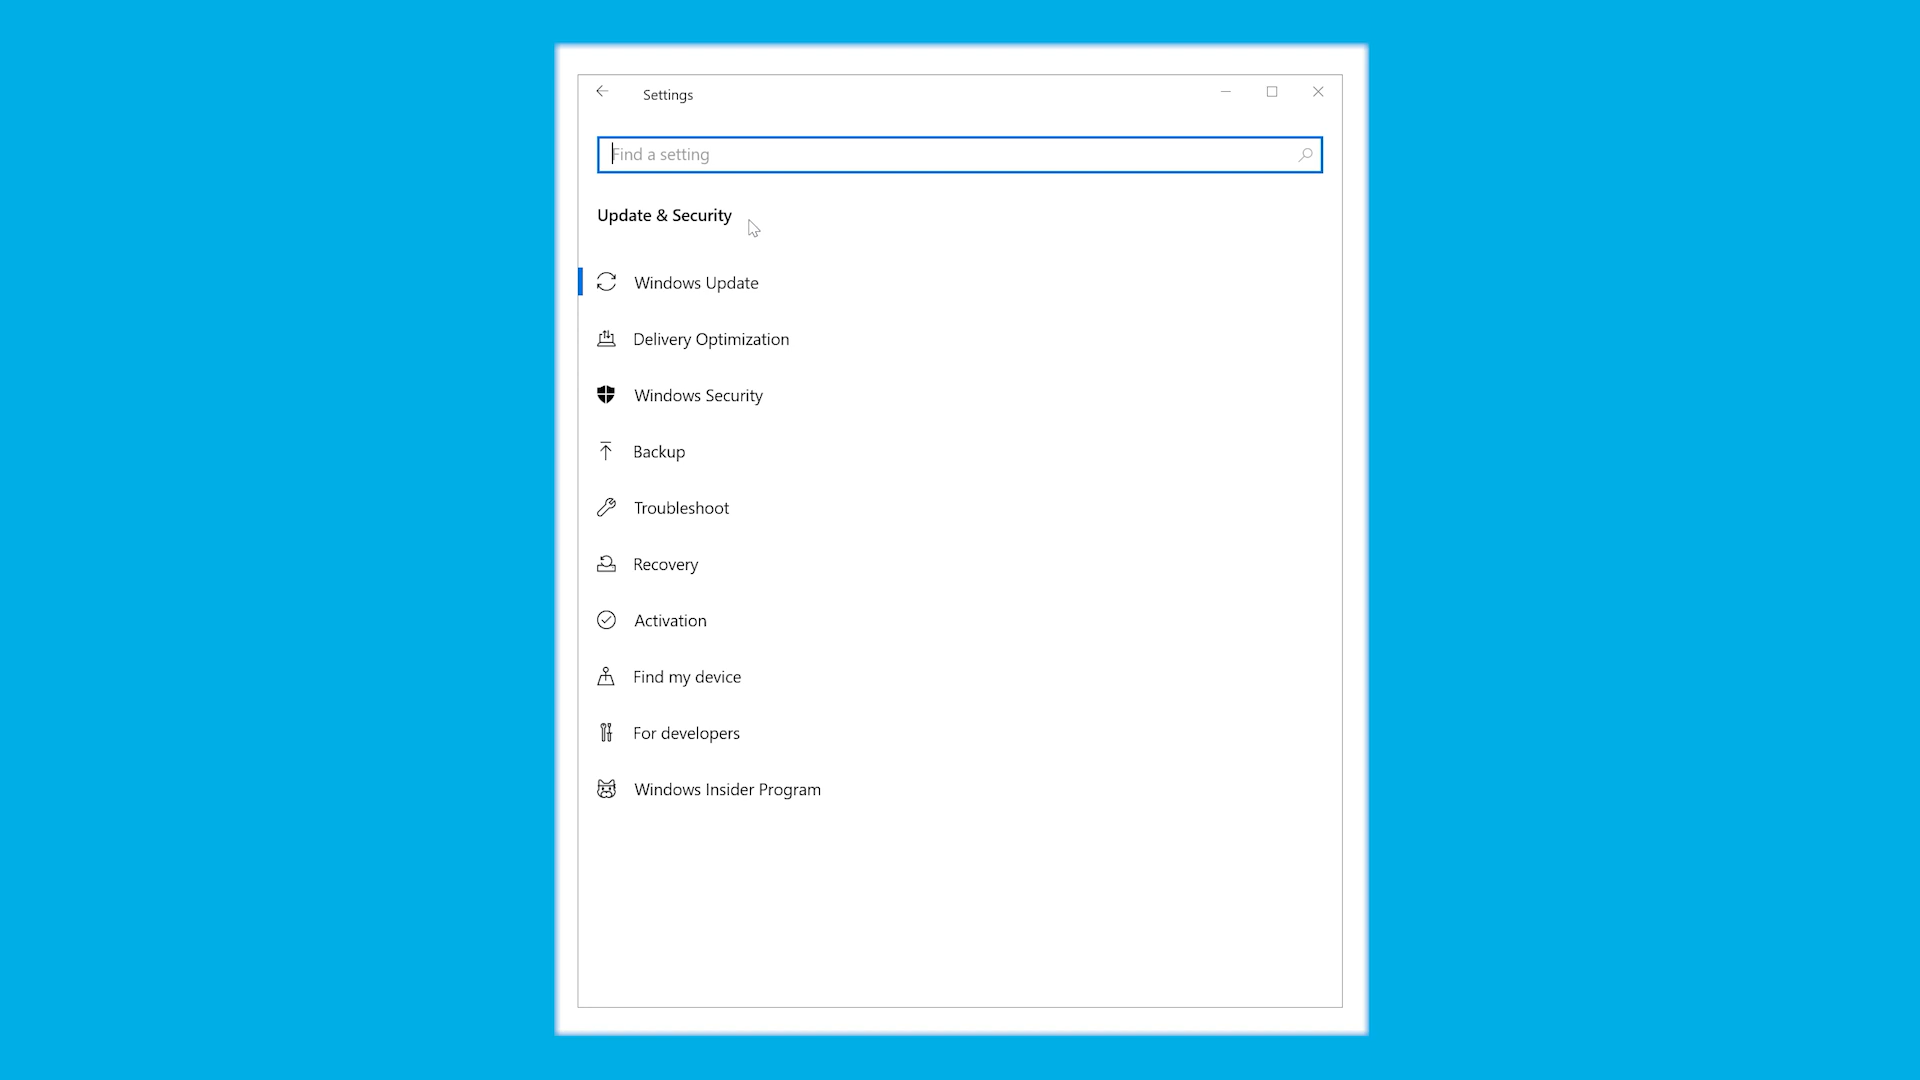 Settings
Find a setting
Update & Security
Windows Update
Delivery Optimization
Windows Security
Backup
Troubleshoot
Recovery
Activation
Find my device
For developers
Windows Insider Program